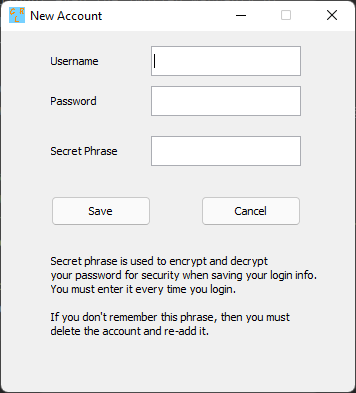 New Account
Username
Password
Secret Phrase
Save
Cancel
Secret phrase is used to encrypt and decrypt
your password for security when saving your login info.
You must enter it every time you login.
If you don't remember this phrase, then you must
delete the account and re-add it.